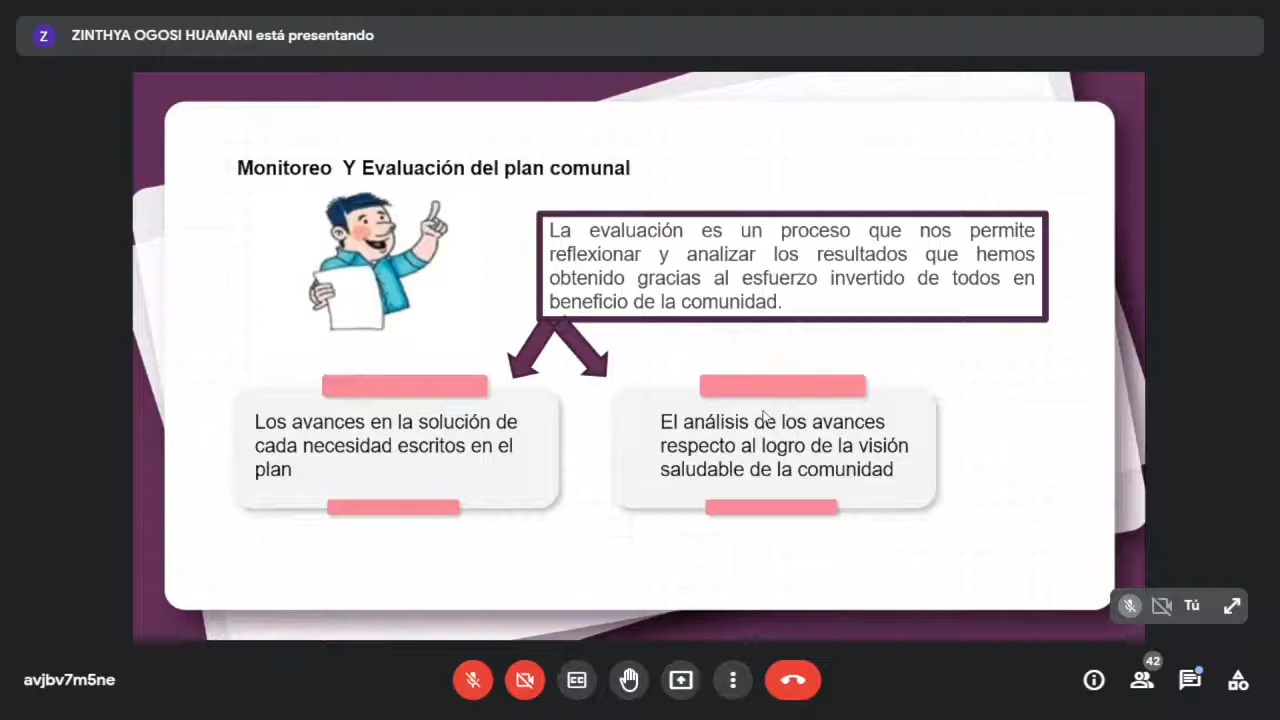 Z ZINTHYA OGOSI HUAMANI está presentando
Monitoreo Y Evaluación del plan comunal
La evaluación es un proceso que nos permite
reflexionar y analizar los resultados que hemos
obtenido gracias al esfuerzo invertido de todos en
beneficio de la comunidad.
Los avances en la solución de
cada necesidad escritos en el
plan
El análisis de los avances
respecto al logro de la visión
saludable de la comunidad
Tú
avjbv7m5ne
CC
42